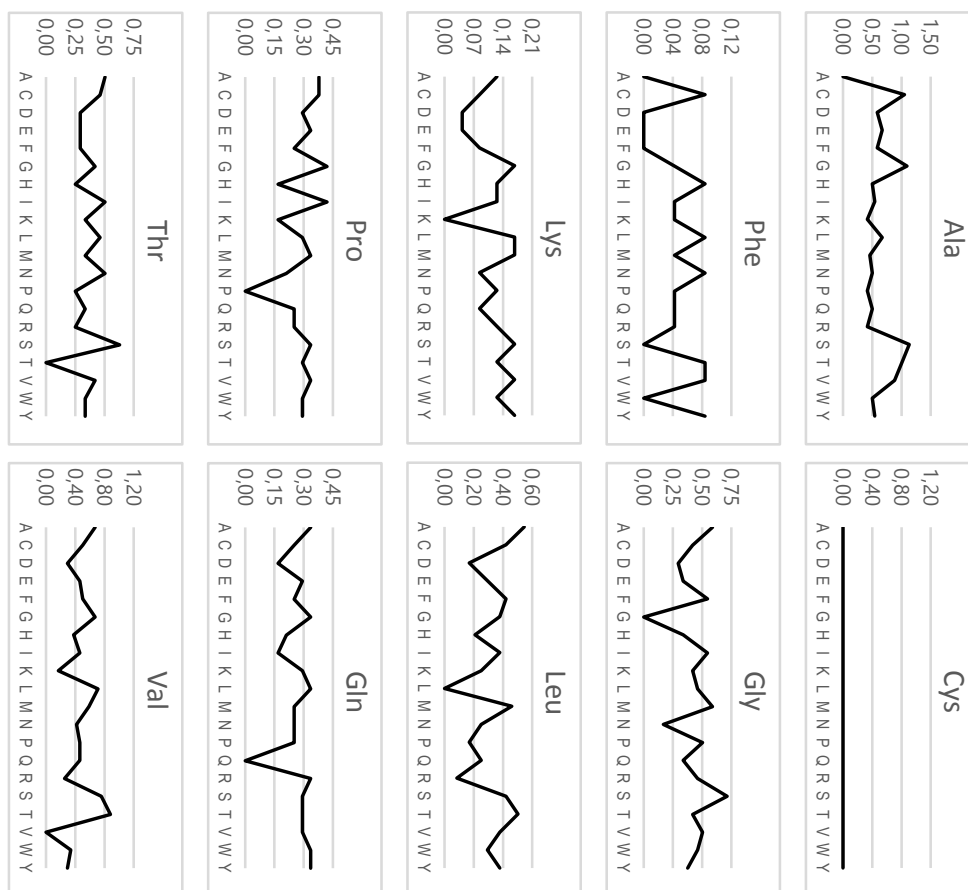 Ala
1,50
1,00
0,50
0,00
A C D E F G H I K L M N P Q R S T V W Y
Cys
1,20
0,80
0,40
0,00
A C D E F G H I K L M N P Q R S T V W Y
Phe
0,12
0,08
0,04
0,00
A C D E F G H I K L M N P Q R S T V W Y
Gly
0,75
0,50
0,25
0,00
A C D E F G H I K L M N P Q R S T V W Y
Lys
0,21
0,14
0,07
0,00
A C D E F G H I K L M N P Q R S T V W Y
Leu
0,60
0,40
0,20
0,00
A C D E F G H I K L M N P Q R S T V W Y
Pro
0,45
0,30
0,15
0,00
A C D E F G H I K L M N P Q R S T V W Y
Gln
0,45
0,30
0,15
0,00
A C D E F G H I K L M N P Q R S T V W Y
Thr
0,75
0,50
0,25
0,00
A C D E F G H I K L M N P Q R S T V W Y
Val
1,20
0,80
0,40
0,00
A C D E F G H I K L M N P Q R S T V W Y